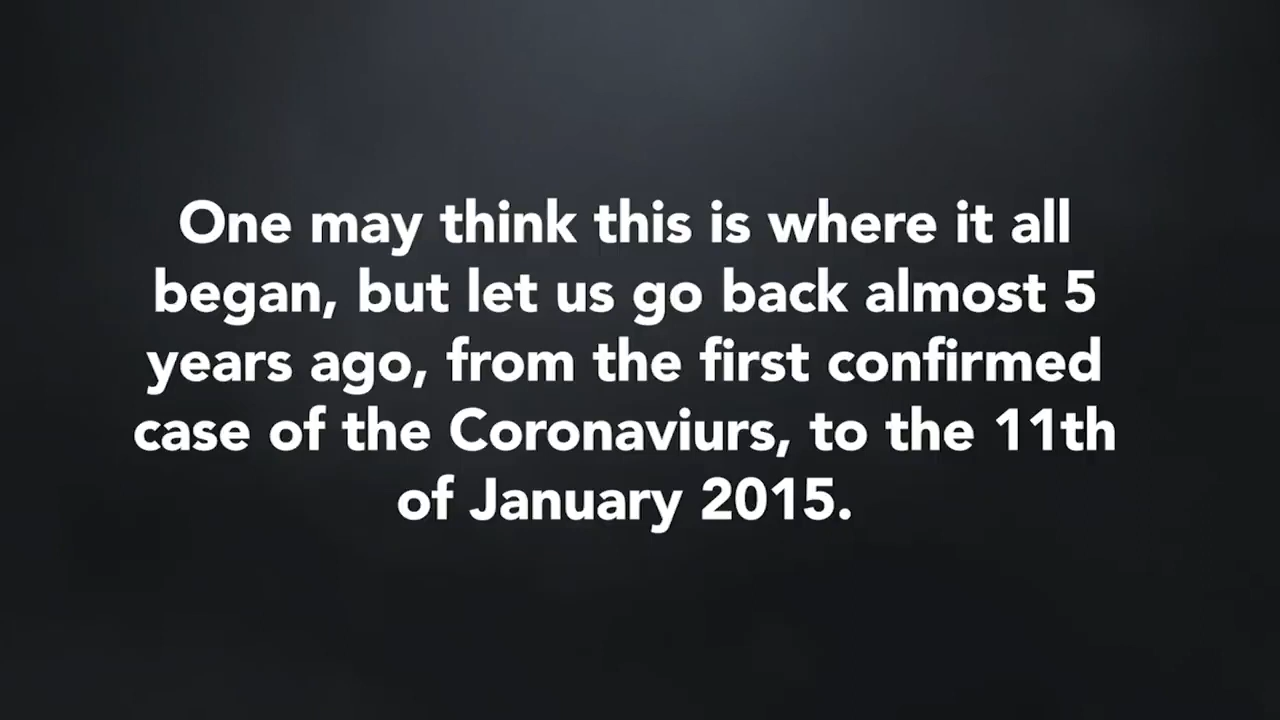 One may think this is where it all
began, but let us go back almost 5
years ago, from the first confirmed
case of the Coronaviurs, to the 11th
of January 2015.